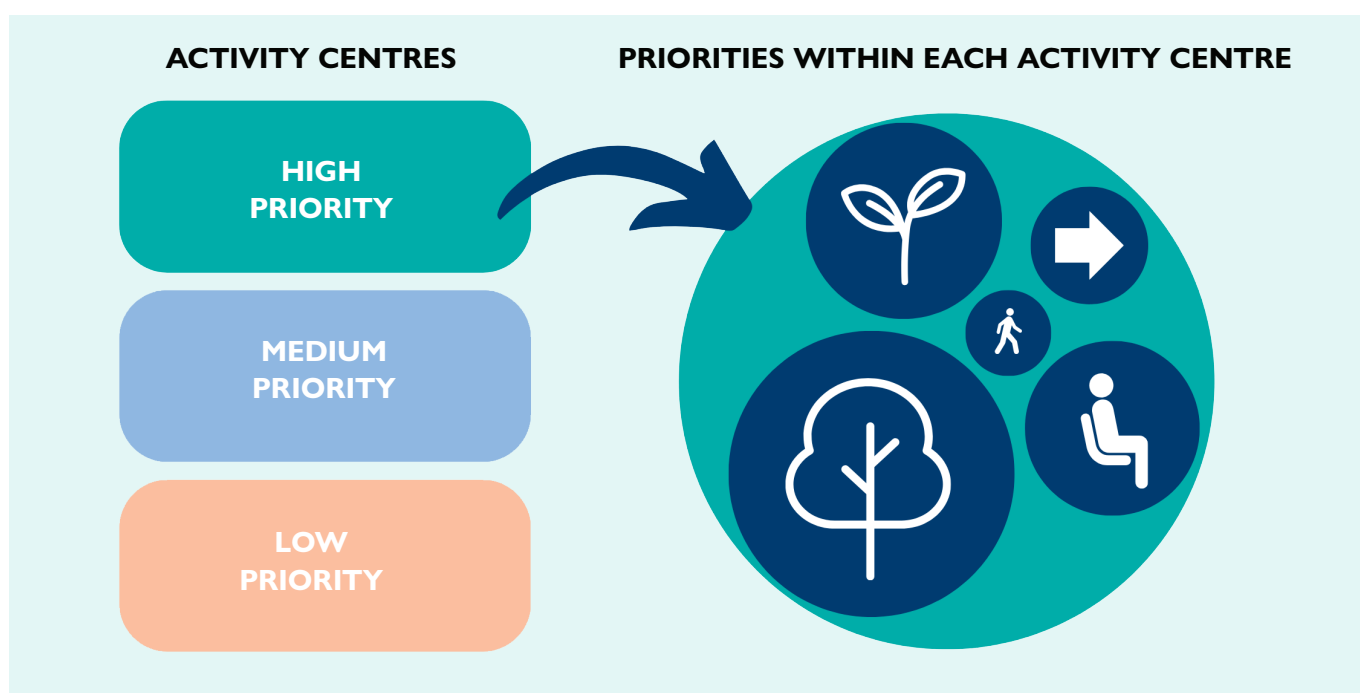 ACTIVITY CENTRES
PRIORITIES WITHIN EACH ACTIVITY CENTRE
HIGH
PRIORITY
MEDIUM
PRIORITY
LOW
PRIORITY